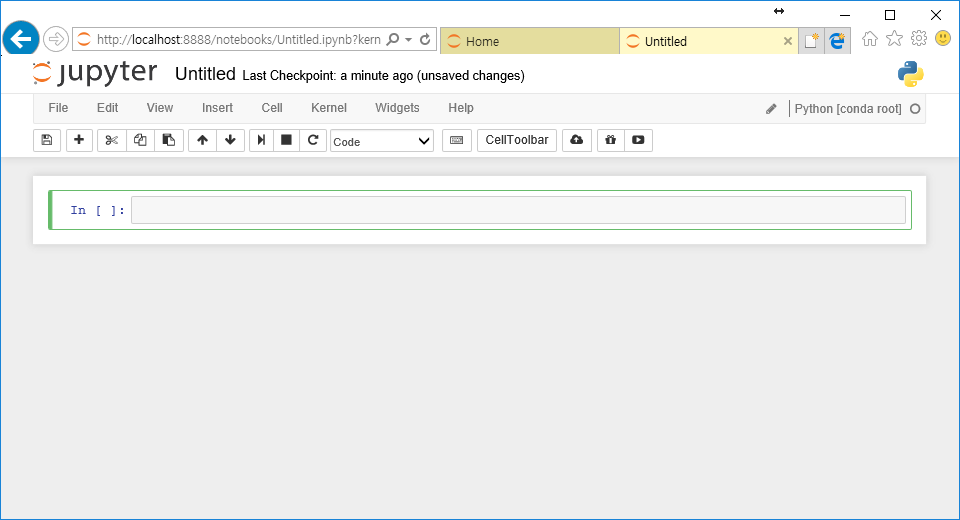 http://localhost:8888/notebooks/Untitled.ipynb?kern
Home
Untitled
jupyter Untitled Last Checkpoint: a minute ago (unsaved changes)
File Edit View Insert Cell Kernel Widgets Help Python [conda root]
Code CellToolbar
In [ ]: